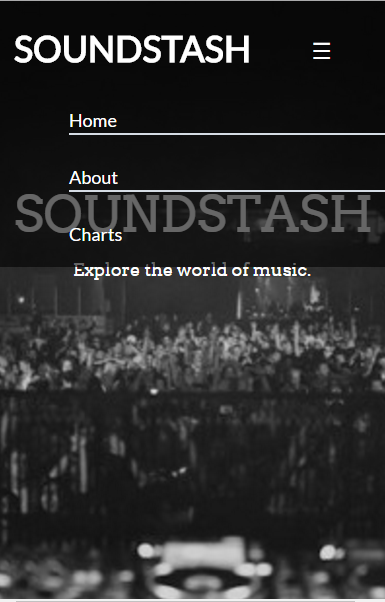 SOUNDSTASH ☰
Home
About
SOUNDSTASH
Charts
Explore the world of music.